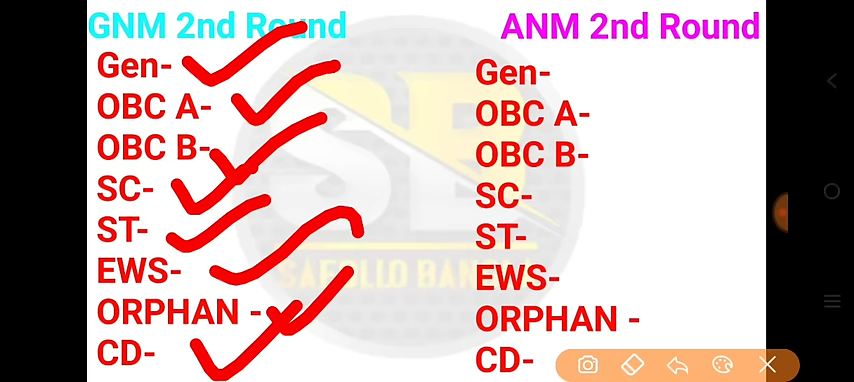 GNM 2nd Round
Gen-
OBC A-
OBC B-
SC-
ST-
EWS-
ORPHAN -
CD-
ANM 2nd Round
Gen-
OBC A-
OBC B-
SC-
ST-
EWS-
ORPHAN -
CD-
SB